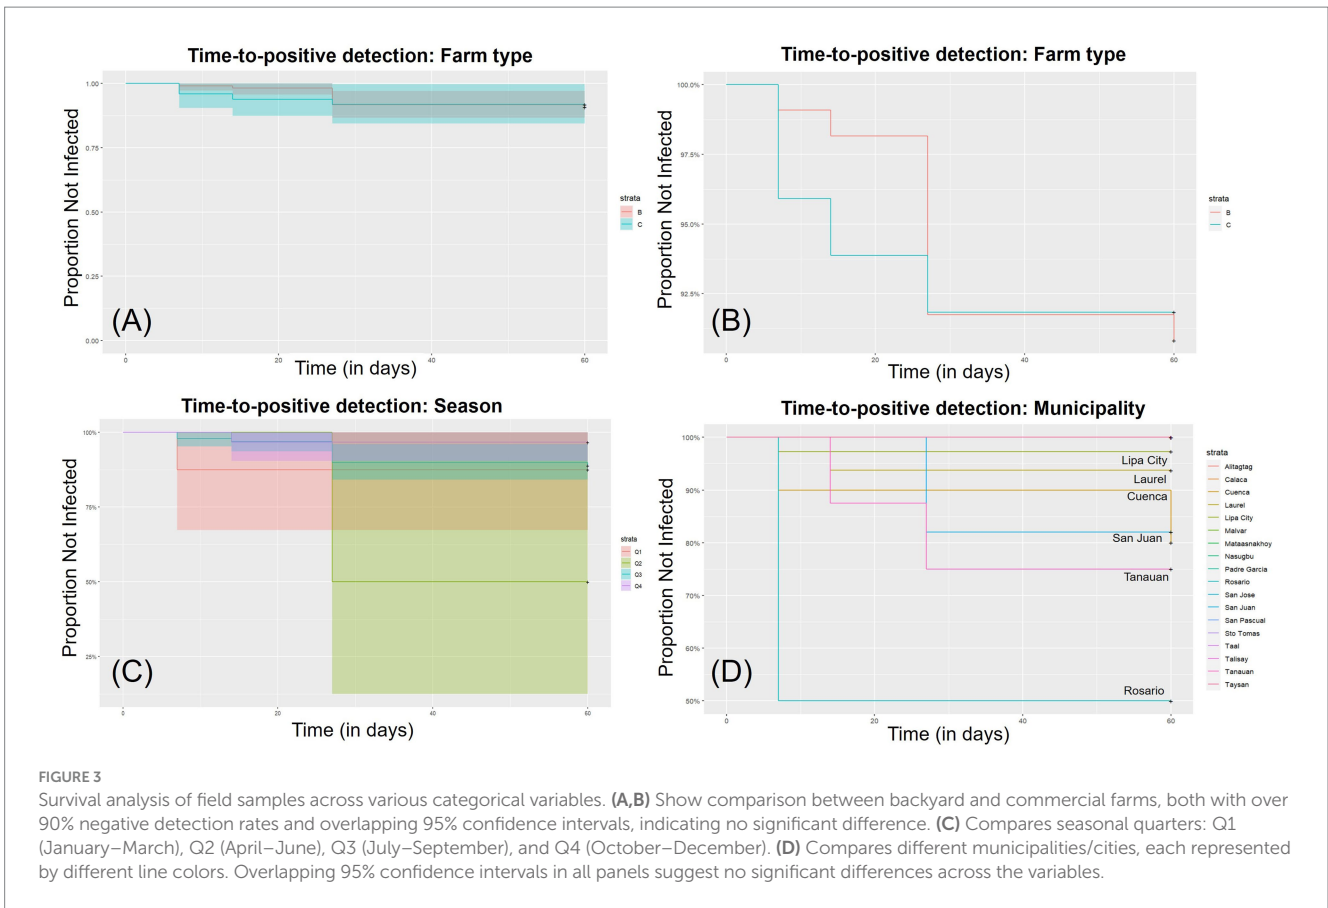 Time-to-positive detection: Farm type
Proportion Not Infected
1.00
0.75
0.50
0.25
0.00
(A)
0
20
40
60
Time (in days)
strata
B
C
Time-to-positive detection: Farm type
Proportion Not Infected
100.0%
97.5%
95.0%
92.5%
(B)
0
20
40
60
Time (in days)
strata
B
C
Time-to-positive detection: Season
Proportion Not Infected
100%
75%
50%
25%
(C)
0
20
40
60
Time (in days)
strata
Q1
Q2
Q3
Q4
Time-to-positive detection: Municipality
Proportion Not Infected
100%
90%
80%
70%
60%
50%
Lipa City
Laurel
Cuenca
San Juan
Tanauan
Rosario
(D)
0
20
40
60
Time (in days)
strata
Alitagtag
Calaca
Cuenca
Laurel
Lipa City
Malvar
Mataasnakhoy
Nasugbu
Padre Garcia
Rosario
San Jose
San Juan
San Pascual
Sto Tomas
Taal
Talisay
Tanauan
Taysan
FIGURE 3
Survival analysis of field samples across various categorical variables. (A,B) Show comparison between backyard and commercial farms, both with over
90% negative detection rates and overlapping 95% confidence intervals, indicating no significant difference. (C) Compares seasonal quarters: Q1
(January–March), Q2 (April–June), Q3 (July–September), and Q4 (October–December). (D) Compares different municipalities/cities, each represented
by different line colors. Overlapping 95% confidence intervals in all panels suggest no significant differences across the variables.